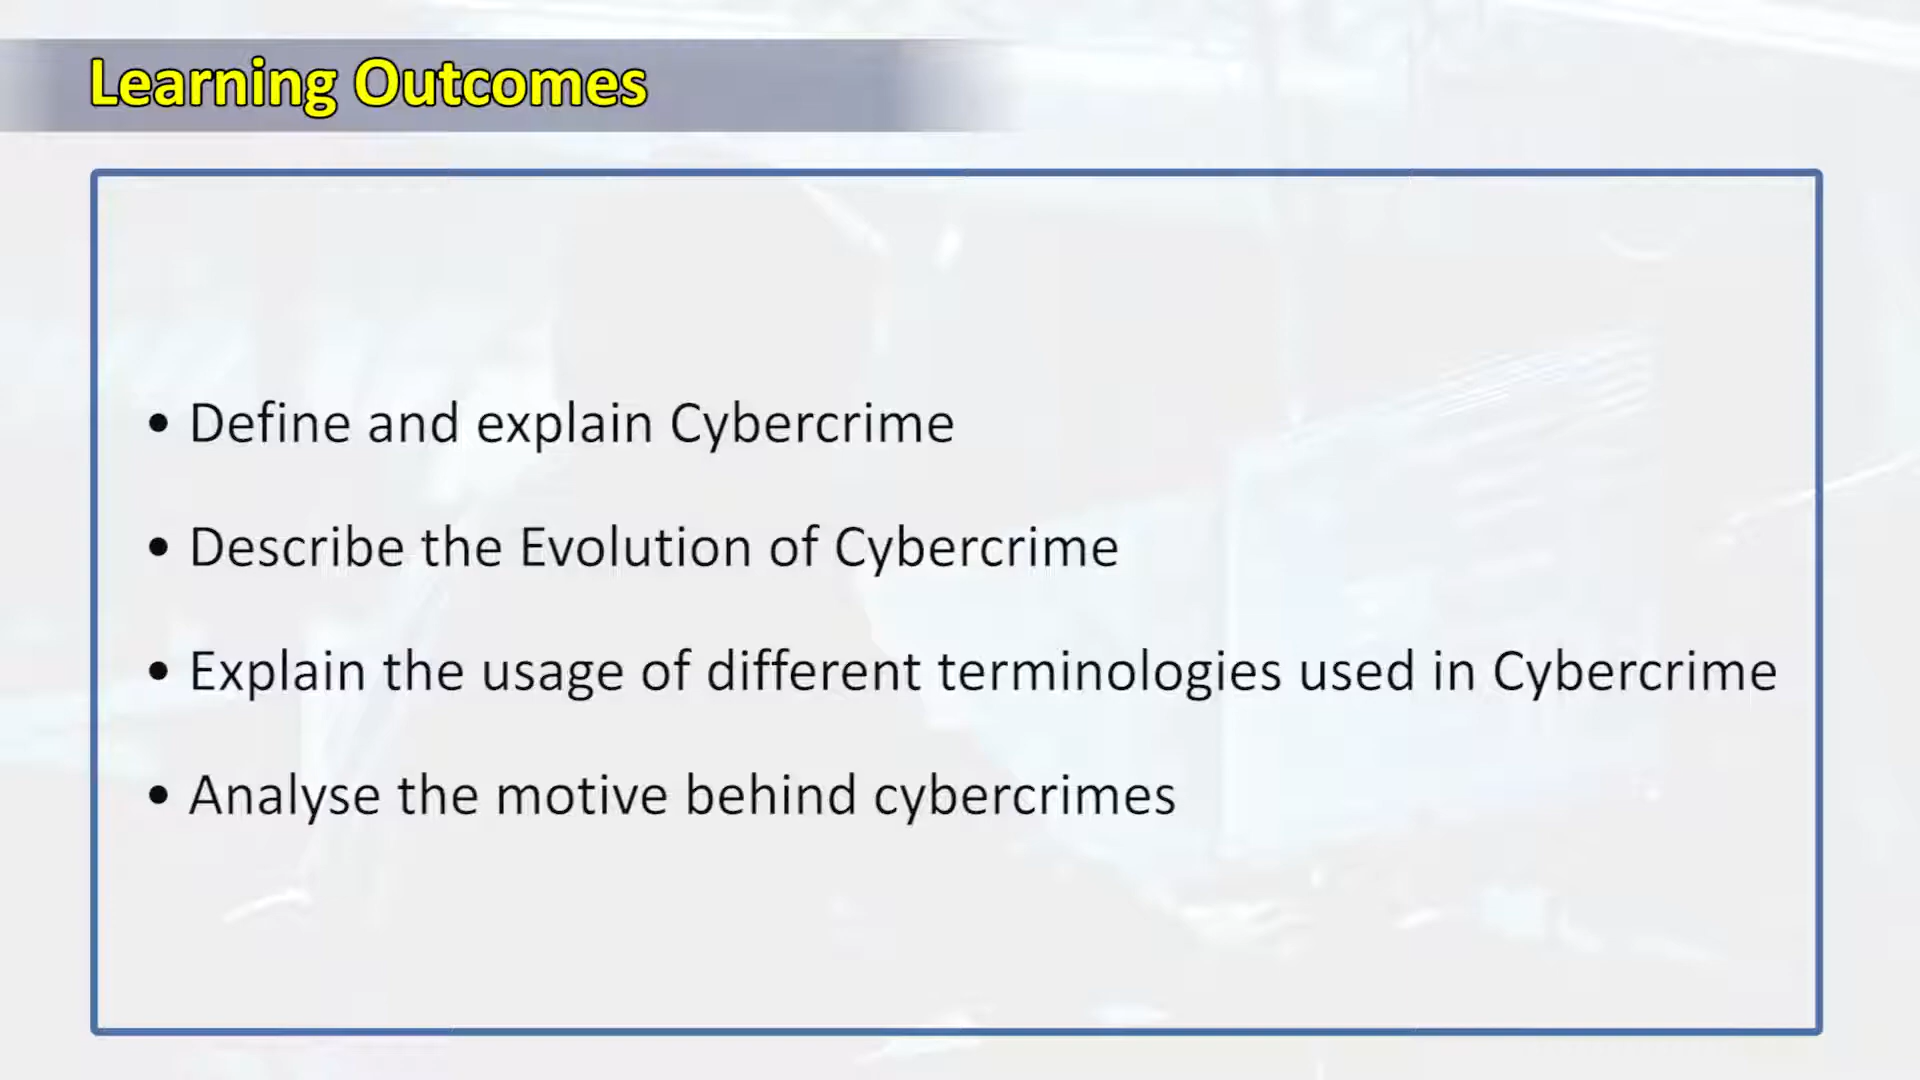 Learning Outcomes
• Define and explain Cybercrime
• Describe the Evolution of Cybercrime
• Explain the usage of different terminologies used in Cybercrime
• Analyse the motive behind cybercrimes